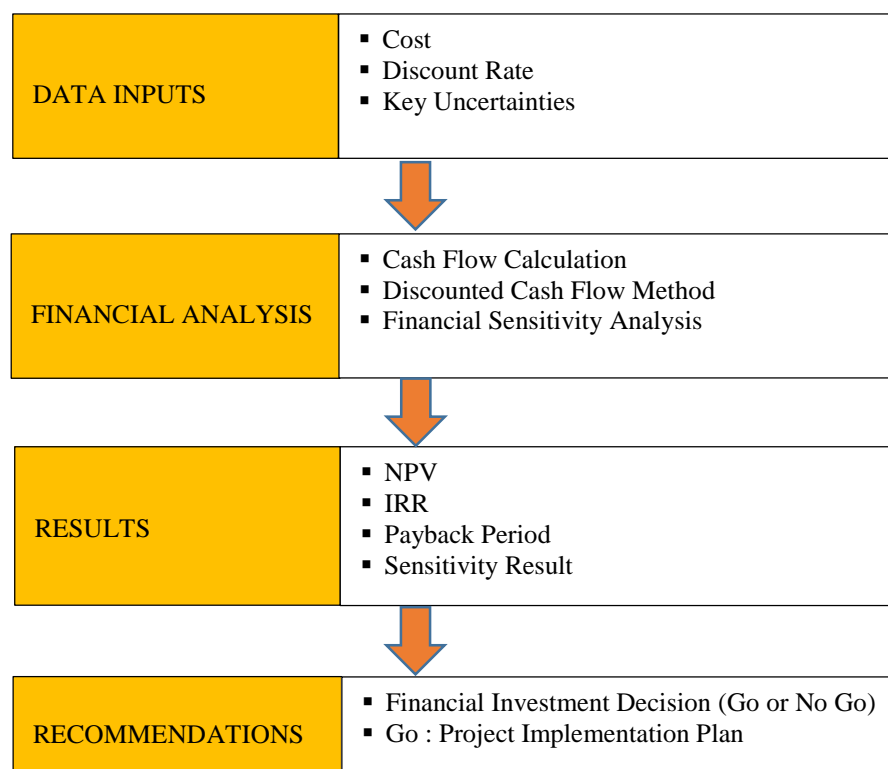 DATA INPUTS
▪ Cost
▪ Discount Rate
▪ Key Uncertainties
FINANCIAL ANALYSIS
▪ Cash Flow Calculation
▪ Discounted Cash Flow Method
▪ Financial Sensitivity Analysis
RESULTS
▪ NPV
▪ IRR
▪ Payback Period
▪ Sensitivity Result
RECOMMENDATIONS
▪ Financial Investment Decision (Go or No Go)
▪ Go : Project Implementation Plan